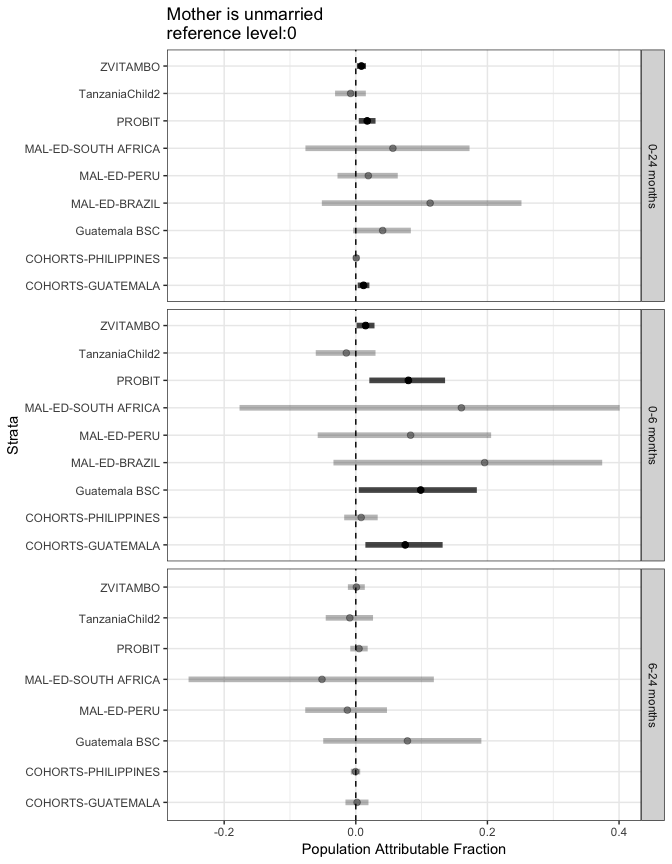 Mother is unmarried
reference level:0
ZVITAMBO
TanzaniaChild2
PROBIT
MAL-ED-SOUTH AFRICA
MAL-ED-PERU
MAL-ED-BRAZIL
Guatemala BSC
COHORTS-PHILIPPINES
COHORTS-GUATEMALA
0-24 months
ZVITAMBO
TanzaniaChild2
PROBIT
MAL-ED-SOUTH AFRICA
MAL-ED-PERU
MAL-ED-BRAZIL
Guatemala BSC
COHORTS-PHILIPPINES
COHORTS-GUATEMALA
0-6 months
Strata
ZVITAMBO
TanzaniaChild2
PROBIT
MAL-ED-SOUTH AFRICA
MAL-ED-PERU
Guatemala BSC
COHORTS-PHILIPPINES
COHORTS-GUATEMALA
6-24 months
-0.2 0.0 0.2 0.4
Population Attributable Fraction